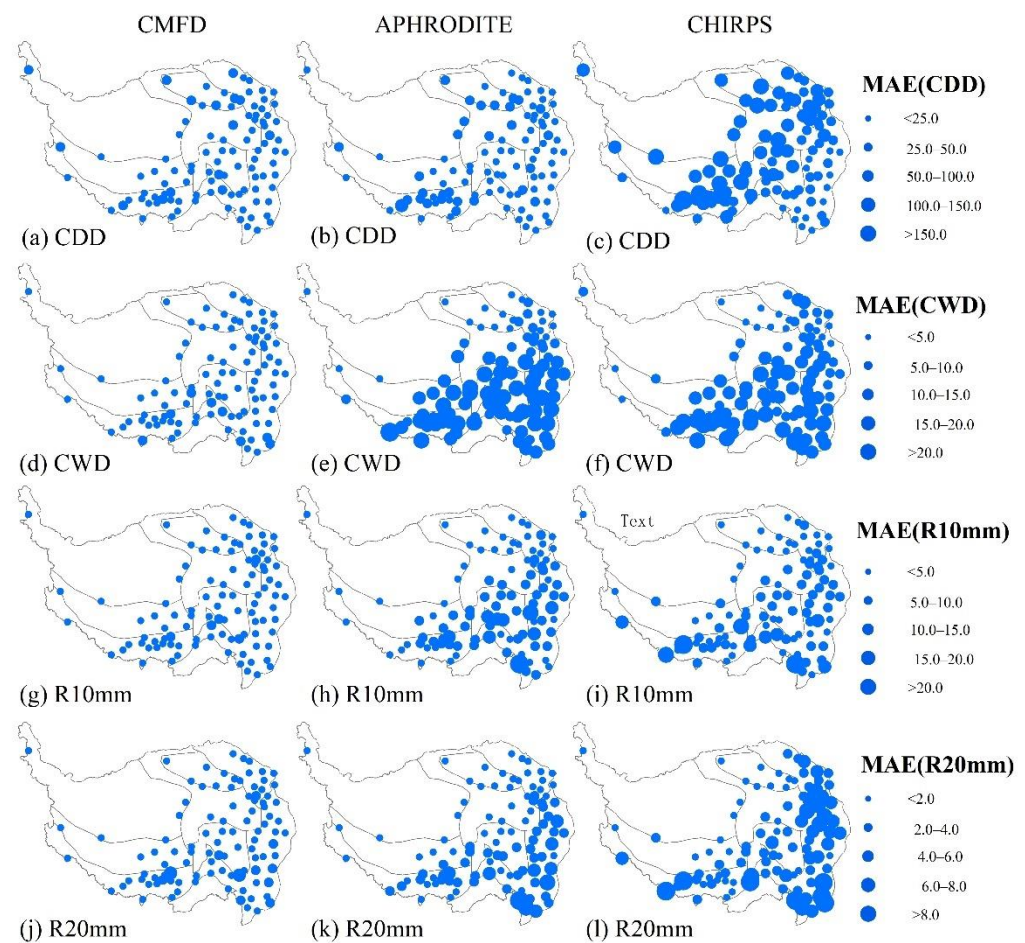 CMFD APHRODITE CHIRPS
MAE(CDD)
<25.0
25.0–50.0
50.0–100.0
100.0–150.0
>150.0
(a) CDD (b) CDD (c) CDD
MAE(CWD)
<5.0
5.0–10.0
10.0–15.0
15.0–20.0
>20.0
(d) CWD (e) CWD (f) CWD
Text
MAE(R10mm)
<5.0
5.0–10.0
10.0–15.0
15.0–20.0
>20.0
(g) R10mm (h) R10mm (i) R10mm
MAE(R20mm)
<2.0
2.0–4.0
4.0–6.0
6.0–8.0
>8.0
(j) R20mm (k) R20mm (l) R20mm